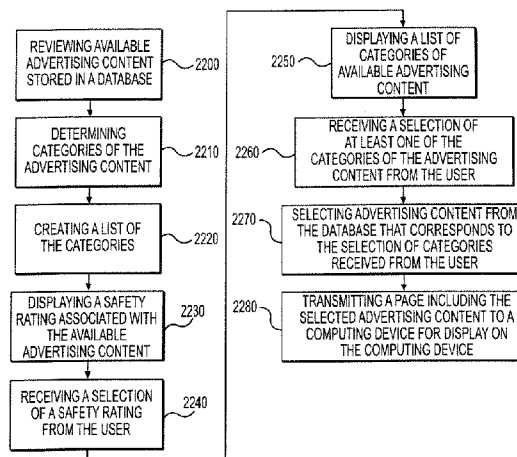 REVIEWING AVAILABLE
ADVERTISING CONTENT
STORED IN A DATABASE
2200
DETERMINING
CATEGORIES OF THE
ADVERTISING CONTENT
2210
CREATING A LIST OF
THE CATEGORIES
2220
DISPLAYING A SAFETY
RATING ASSOCIATED WITH
THE AVAILABLE
ADVERTISING CONTENT
2230
RECEIVING A SELECTION
OF A SAFETY RATING
FROM THE USER
2240
DISPLAYING A LIST OF
CATEGORIES OF
AVAILABLE ADVERTISING
CONTENT
2250
RECEIVING A SELECTION OF
AT LEAST ONE OF THE
CATEGORIES OF THE ADVERTISING
CONTENT FROM THE USER
2260
SELECTING ADVERTISING CONTENT FROM
THE DATABASE THAT CORRESPONDS TO
THE SELECTION OF CATEGORIES
RECEIVED FROM THE USER
2270
TRANSMITTING A PAGE INCLUDING THE
SELECTED ADVERTISING CONTENT TO A
COMPUTING DEVICE FOR DISPLAY ON
THE COMPUTING DEVICE
2280